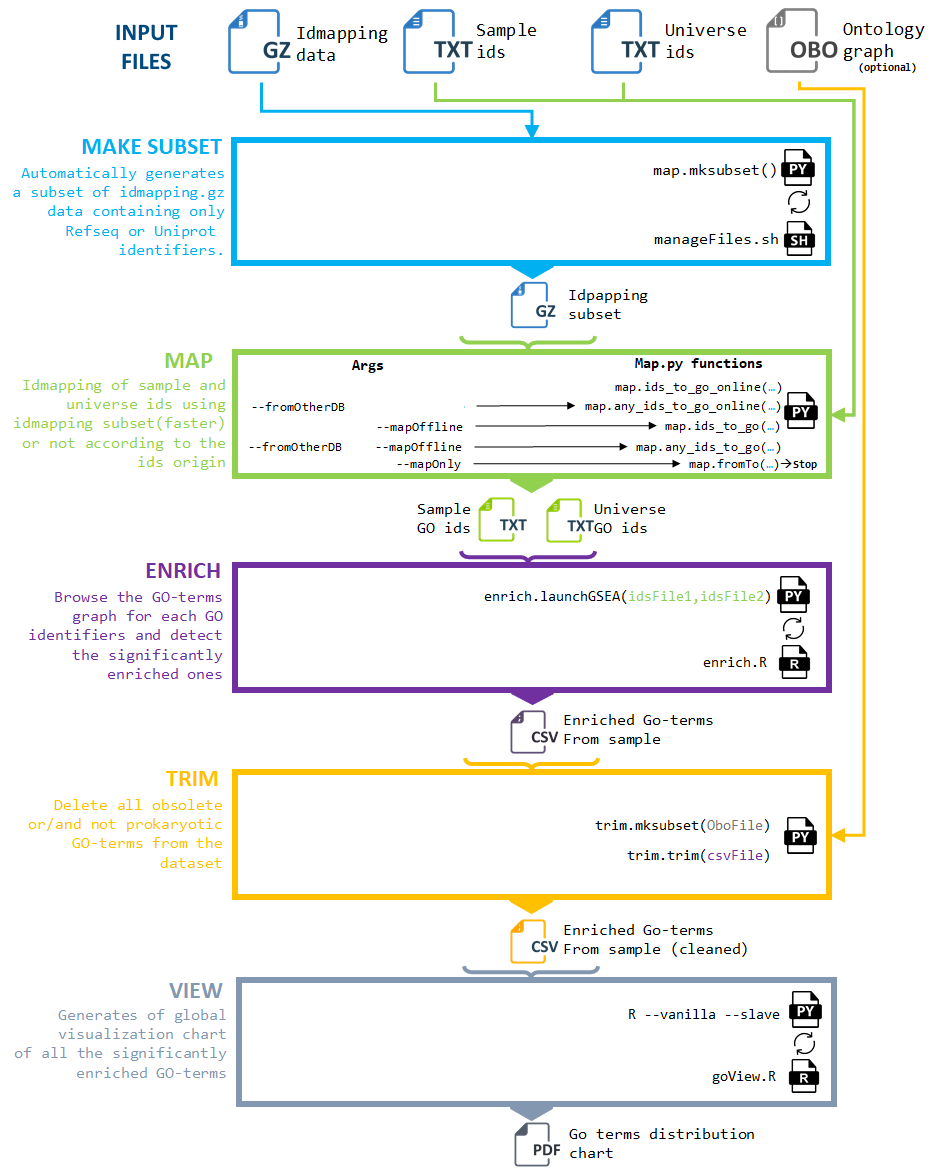 INPUT
FILES
GZ
Idmapping
data
TXT
Sample
ids
TXT
Universe
ids
OBO
Ontology
graph
(optional)
MAKE SUBSET
Automatically generates
a subset of idmapping.gz
data containing only
Refseq or Uniprot
identifiers.
map.mksubset()
PY
manageFiles.sh
SH
GZ
Idpapping
subset
MAP
Idmapping of sample and
universe ids using
idmapping subset(faster)
or not according to the
ids origin
Args
Map.py functions
map.ids_to_go_online(…)
--fromOtherDB
map.any_ids_to_go_online(…)
PY
--mapOffline
map.ids_to_go(…)
--fromOtherDB
--mapOffline
map.any_ids_to_go(…)
--mapOnly
map.fromTo(…)→Stop
Sample
GO ids
TXT
TXT
Universe
GO ids
ENRICH
Browse the GO-terms
graph for each GO
identifiers and detect
the significantly
enriched ones
enrich.launchGSEA(idsFile1,idsFile2)
PY
enrich.R
R
CSV
Enriched Go-terms
From sample
TRIM
Delete all obsolete
or/and not prokaryotic
GO-terms from the
dataset
trim.mksubset(OboFile)
trim.trim(csvFile)
PY
CSV
Enriched Go-terms
From sample (cleaned)
VIEW
Generates of global
visualization chart
of all the significantly
enriched GO-terms
R --vanilla --slave
PY
goView.R
R
PDF
Go terms distribution
chart